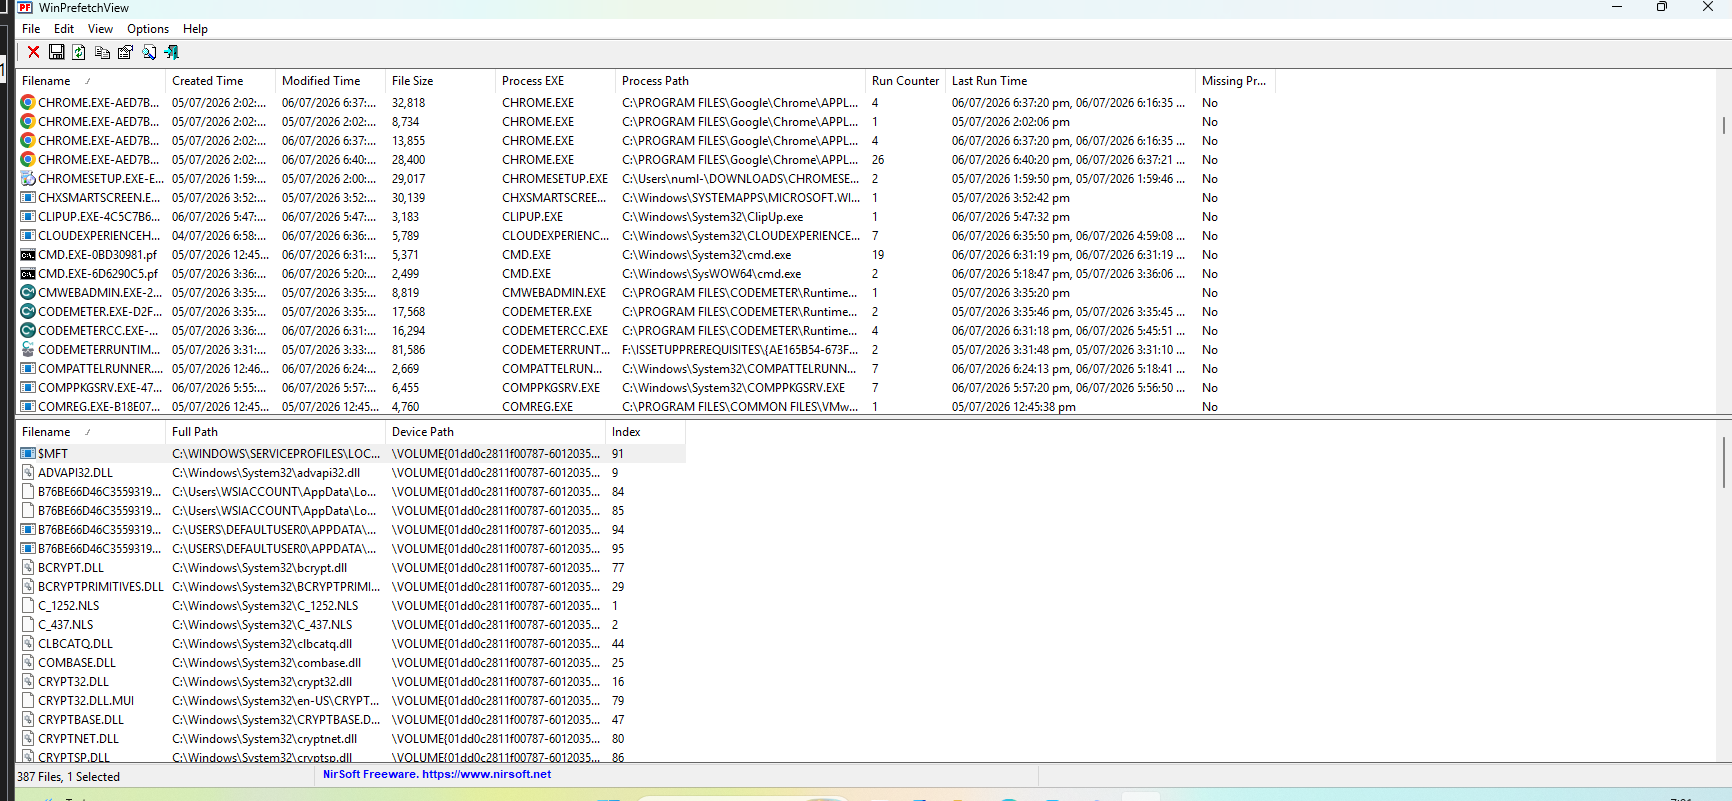 WinPrefetchView
File Edit View Options Help
Filename Created Time Modified Time File Size Process EXE Process Path Run Counter Last Run Time Missing Pr...
CHROME.EXE-AED7B... 05/07/2026 2:02:... 06/07/2026 6:37:... 32,818 CHROME.EXE C:\PROGRAM FILES\Google\Chrome\APPL... 4 06/07/2026 6:37:20 pm, 06/07/2026 6:16:35 ... No
CHROME.EXE-AED7B... 05/07/2026 2:02:... 05/07/2026 2:02:... 8,734 CHROME.EXE C:\PROGRAM FILES\Google\Chrome\APPL... 1 05/07/2026 2:02:06 pm No
CHROME.EXE-AED7B... 05/07/2026 2:02:... 06/07/2026 6:37:... 13,855 CHROME.EXE C:\PROGRAM FILES\Google\Chrome\APPL... 4 06/07/2026 6:37:20 pm, 06/07/2026 6:16:35 ... No
CHROME.EXE-AED7B... 05/07/2026 2:02:... 06/07/2026 6:40:... 28,400 CHROME.EXE C:\PROGRAM FILES\Google\Chrome\APPL... 26 06/07/2026 6:40:20 pm, 06/07/2026 6:37:21 ... No
CHROMESETUP.EXE-E... 05/07/2026 1:59:... 05/07/2026 2:00:... 29,017 CHROMESETUP.EXE C:\Users\numl-\DOWNLOADS\CHROMESE... 2 05/07/2026 1:59:50 pm, 05/07/2026 1:59:46 ... No
CHXSMARTSCREEN.E... 05/07/2026 3:52:... 05/07/2026 3:52:... 30,139 CHXSMARTSCREE... C:\Windows\SYSTEMAPPS\MICROSOFT.WI... 1 05/07/2026 3:52:42 pm No
CLIPUP.EXE-4C5C7B6... 06/07/2026 5:47:... 06/07/2026 5:47:... 3,183 CLIPUP.EXE C:\Windows\System32\ClipUp.exe 1 06/07/2026 5:47:32 pm No
CLOUDEXPERIENCEH... 04/07/2026 6:58:... 06/07/2026 6:36:... 5,789 CLOUDEXPERIENC... C:\Windows\System32\CLOUDEXPERIENCE... 7 06/07/2026 6:35:50 pm, 06/07/2026 4:59:08 ... No
CMD.EXE-0BD30981.pf 05/07/2026 12:45... 06/07/2026 6:31:... 5,371 CMD.EXE C:\Windows\System32\cmd.exe 19 06/07/2026 6:31:19 pm, 06/07/2026 6:31:19 ... No
CMD.EXE-6D6290C5.pf 05/07/2026 3:36:... 06/07/2026 5:20:... 2,499 CMD.EXE C:\Windows\SysWOW64\cmd.exe 2 06/07/2026 5:18:47 pm, 05/07/2026 3:36:06 ... No
CMWEBADMIN.EXE-2... 05/07/2026 3:35:... 05/07/2026 3:35:... 8,819 CMWEBADMIN.EXE C:\PROGRAM FILES\CODEMETER\Runtime... 1 05/07/2026 3:35:20 pm No
CODEMETER.EXE-D2F... 05/07/2026 3:35:... 05/07/2026 3:35:... 17,568 CODEMETER.EXE C:\PROGRAM FILES\CODEMETER\Runtime... 2 05/07/2026 3:35:46 pm, 05/07/2026 3:35:45 ... No
CODEMETERCC.EXE-... 05/07/2026 3:36:... 06/07/2026 6:31:... 16,294 CODEMETERCC.EXE C:\PROGRAM FILES\CODEMETER\Runtime... 4 06/07/2026 6:31:18 pm, 06/07/2026 5:45:51 ... No
CODEMETERRUNTIM... 05/07/2026 3:31:... 05/07/2026 3:33:... 81,586 CODEMETERRUNT... F:\ISSETUPPREREQUISITES\{AE165B54-673F... 2 05/07/2026 3:31:48 pm, 05/07/2026 3:31:10 ... No
COMPATTELRUNNER.... 05/07/2026 12:46... 06/07/2026 6:24:... 2,669 COMPATTELRUN... C:\Windows\System32\COMPATTELRUNN... 7 06/07/2026 6:24:13 pm, 06/07/2026 5:18:41 ... No
COMPPKGSRV.EXE-47... 06/07/2026 5:55:... 06/07/2026 5:57:... 6,455 COMPPKGSRV.EXE C:\Windows\System32\COMPPKGSRV.EXE 7 06/07/2026 5:57:20 pm, 06/07/2026 5:56:50 ... No
COMREG.EXE-B18E07... 05/07/2026 12:45... 05/07/2026 12:45... 4,760 COMREG.EXE C:\PROGRAM FILES\COMMON FILES\VMw... 1 05/07/2026 12:45:38 pm No
Filename Full Path Device Path Index
$MFT C:\WINDOWS\SERVICEPROFILES\LOC... \VOLUME{01dd0c2811f00787-6012035... 91
ADVAPI32.DLL C:\Windows\System32\advapi32.dll \VOLUME{01dd0c2811f00787-6012035... 9
B76BE66D46C3559319... C:\Users\WSIACCOUNT\AppData\Lo... \VOLUME{01dd0c2811f00787-6012035... 84
B76BE66D46C3559319... C:\Users\WSIACCOUNT\AppData\Lo... \VOLUME{01dd0c2811f00787-6012035... 85
B76BE66D46C3559319... C:\USERS\DEFAULTUSER0\APPDATA\... \VOLUME{01dd0c2811f00787-6012035... 94
B76BE66D46C3559319... C:\USERS\DEFAULTUSER0\APPDATA\... \VOLUME{01dd0c2811f00787-6012035... 95
BCRYPT.DLL C:\Windows\System32\bcrypt.dll \VOLUME{01dd0c2811f00787-6012035... 77
BCRYPTPRIMITIVES.DLL C:\Windows\System32\BCRYPTPRIMI... \VOLUME{01dd0c2811f00787-6012035... 29
C_1252.NLS C:\Windows\System32\C_1252.NLS \VOLUME{01dd0c2811f00787-6012035... 1
C_437.NLS C:\Windows\System32\C_437.NLS \VOLUME{01dd0c2811f00787-6012035... 2
CLBCATQ.DLL C:\Windows\System32\clbcatq.dll \VOLUME{01dd0c2811f00787-6012035... 44
COMBASE.DLL C:\Windows\System32\combase.dll \VOLUME{01dd0c2811f00787-6012035... 25
CRYPT32.DLL C:\Windows\System32\crypt32.dll \VOLUME{01dd0c2811f00787-6012035... 16
CRYPT32.DLL.MUI C:\Windows\System32\en-US\CRYPT... \VOLUME{01dd0c2811f00787-6012035... 79
CRYPTBASE.DLL C:\Windows\System32\CRYPTBASE.D... \VOLUME{01dd0c2811f00787-6012035... 47
CRYPTNET.DLL C:\Windows\System32\cryptnet.dll \VOLUME{01dd0c2811f00787-6012035... 80
CRYPTSP.DLL C:\Windows\System32\cryptsp.dll \VOLUME{01dd0c2811f00787-6012035... 86
387 Files, 1 Selected NirSoft Freeware. https://www.nirsoft.net